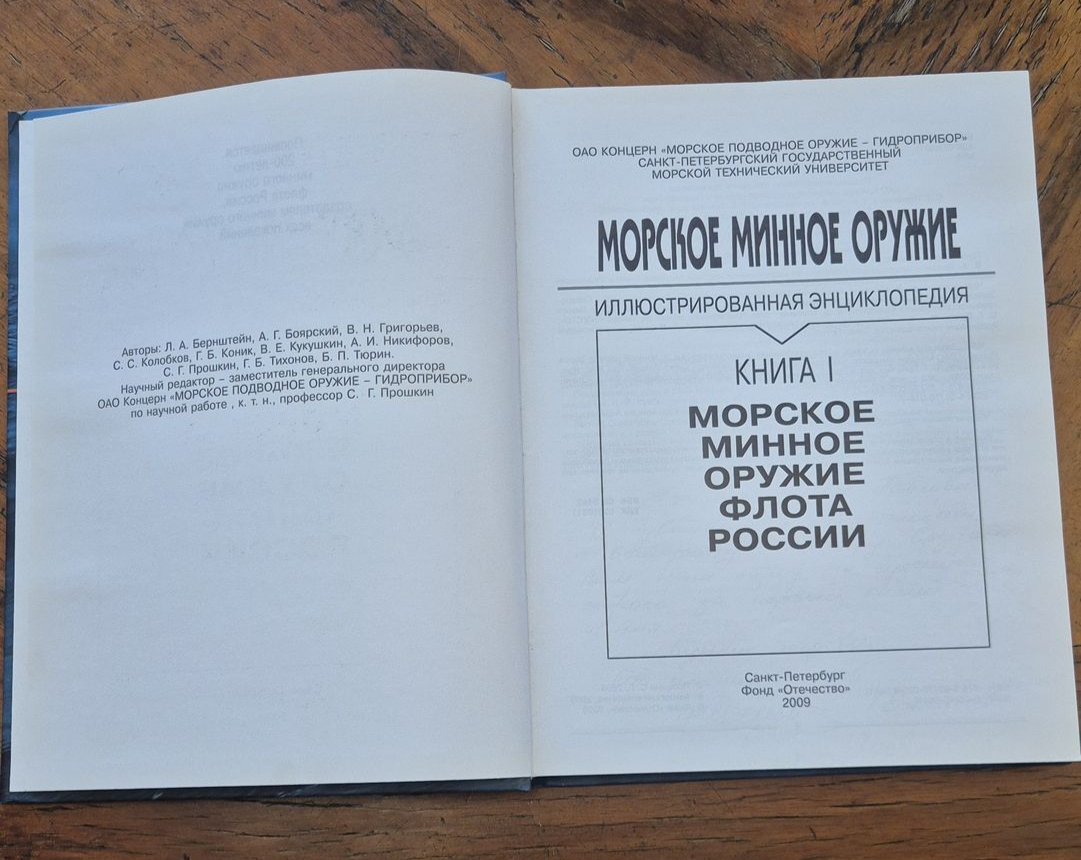 Авторы: Л. А. Бернштейн, А. Г. Боярский, В. Н. Григорьев,
С. С. Колобков, Г. Б. Коник, В. Е. Кукушкин, А. И. Никифоров,
С. Г. Прошкин, Г. Б. Тихонов, Б. П. Тюрин.
Научный редактор – заместитель генерального директора
ОАО Концерн «МОРСКОЕ ПОДВОДНОЕ ОРУЖИЕ – ГИДРОПРИБОР»
по научной работе , к. т. н., профессор С. Г. Прошкин
ОАО КОНЦЕРН «МОРСКОЕ ПОДВОДНОЕ ОРУЖИЕ – ГИДРОПРИБОР»
САНКТ-ПЕТЕРБУРГСКИЙ ГОСУДАРСТВЕННЫЙ
МОРСКОЙ ТЕХНИЧЕСКИЙ УНИВЕРСИТЕТ
МОРСКОЕ МИННОЕ ОРУЖИЕ
ИЛЛЮСТРИРОВАННАЯ ЭНЦИКЛОПЕДИЯ
КНИГА I
МОРСКОЕ
МИННОЕ
ОРУЖИЕ
ФЛОТА
РОССИИ
Санкт-Петербург
Фонд «Отечество»
2009